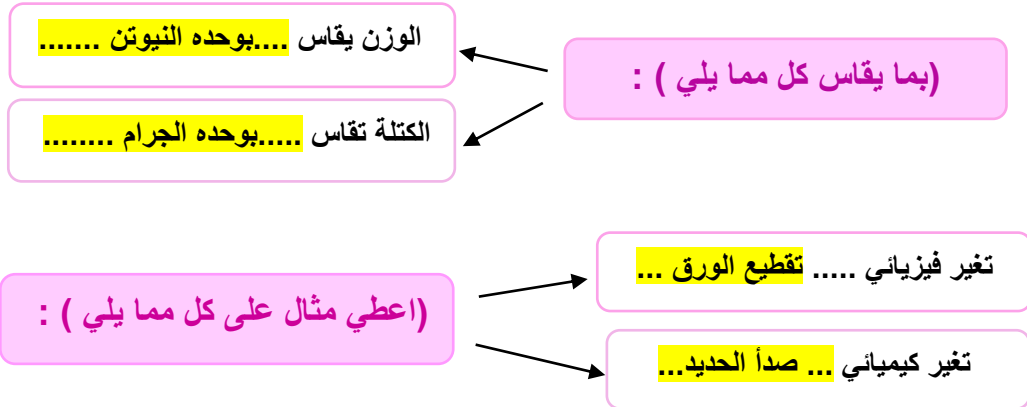 (بما يقاس كل مما يلي ) :
الوزن يقاس ....بوحده النيوتن .......
الكتلة تقاس .....بوحده الجرام ........
(اعطي مثال على كل مما يلي ) :
تغير فيزيائي ..... تقطيع الورق ...
تغير كيميائي ... صدأ الحديد...